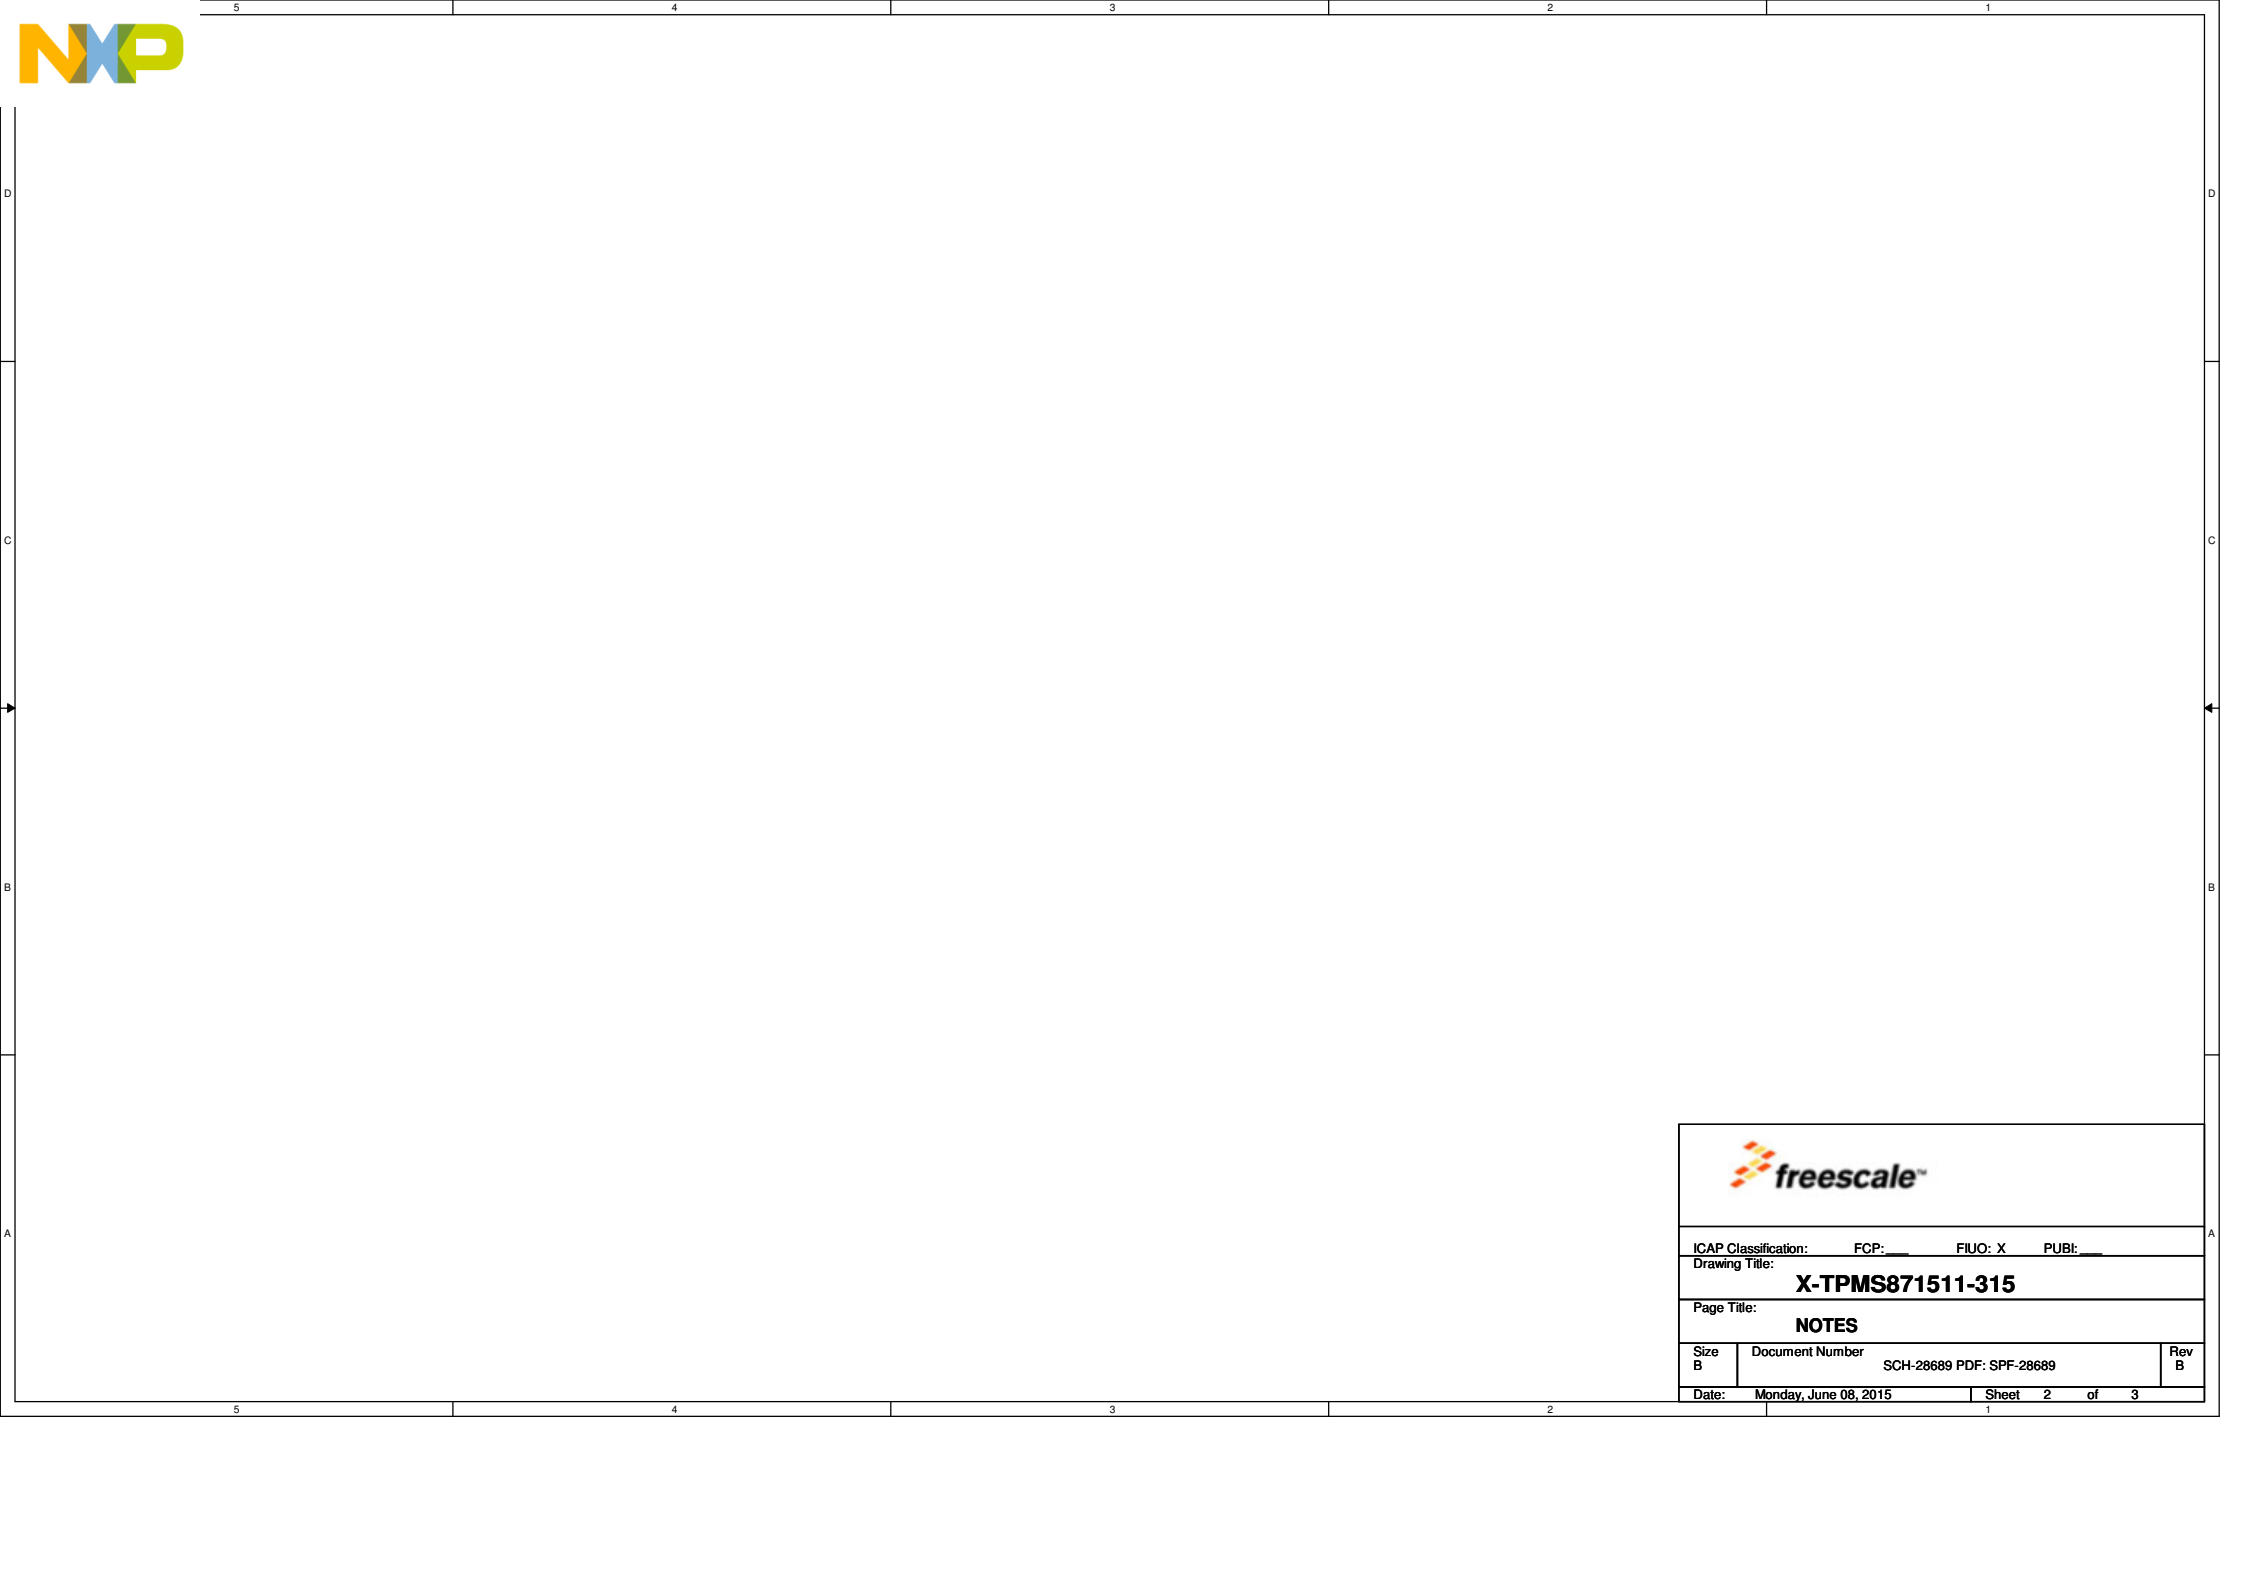 5 4 3 2 1
NXP
D D
C C
B B
A A
freescale™
ICAP Classification: FCP: ___ FIUO: X PUBI: ___
Drawing Title:
X-TPMS871511-315
Page Title:
NOTES
Size Document Number Rev
B SCH-28689 PDF: SPF-28689 B
Date: Monday, June 08, 2015 Sheet 2 of 3
5 4 3 2 1